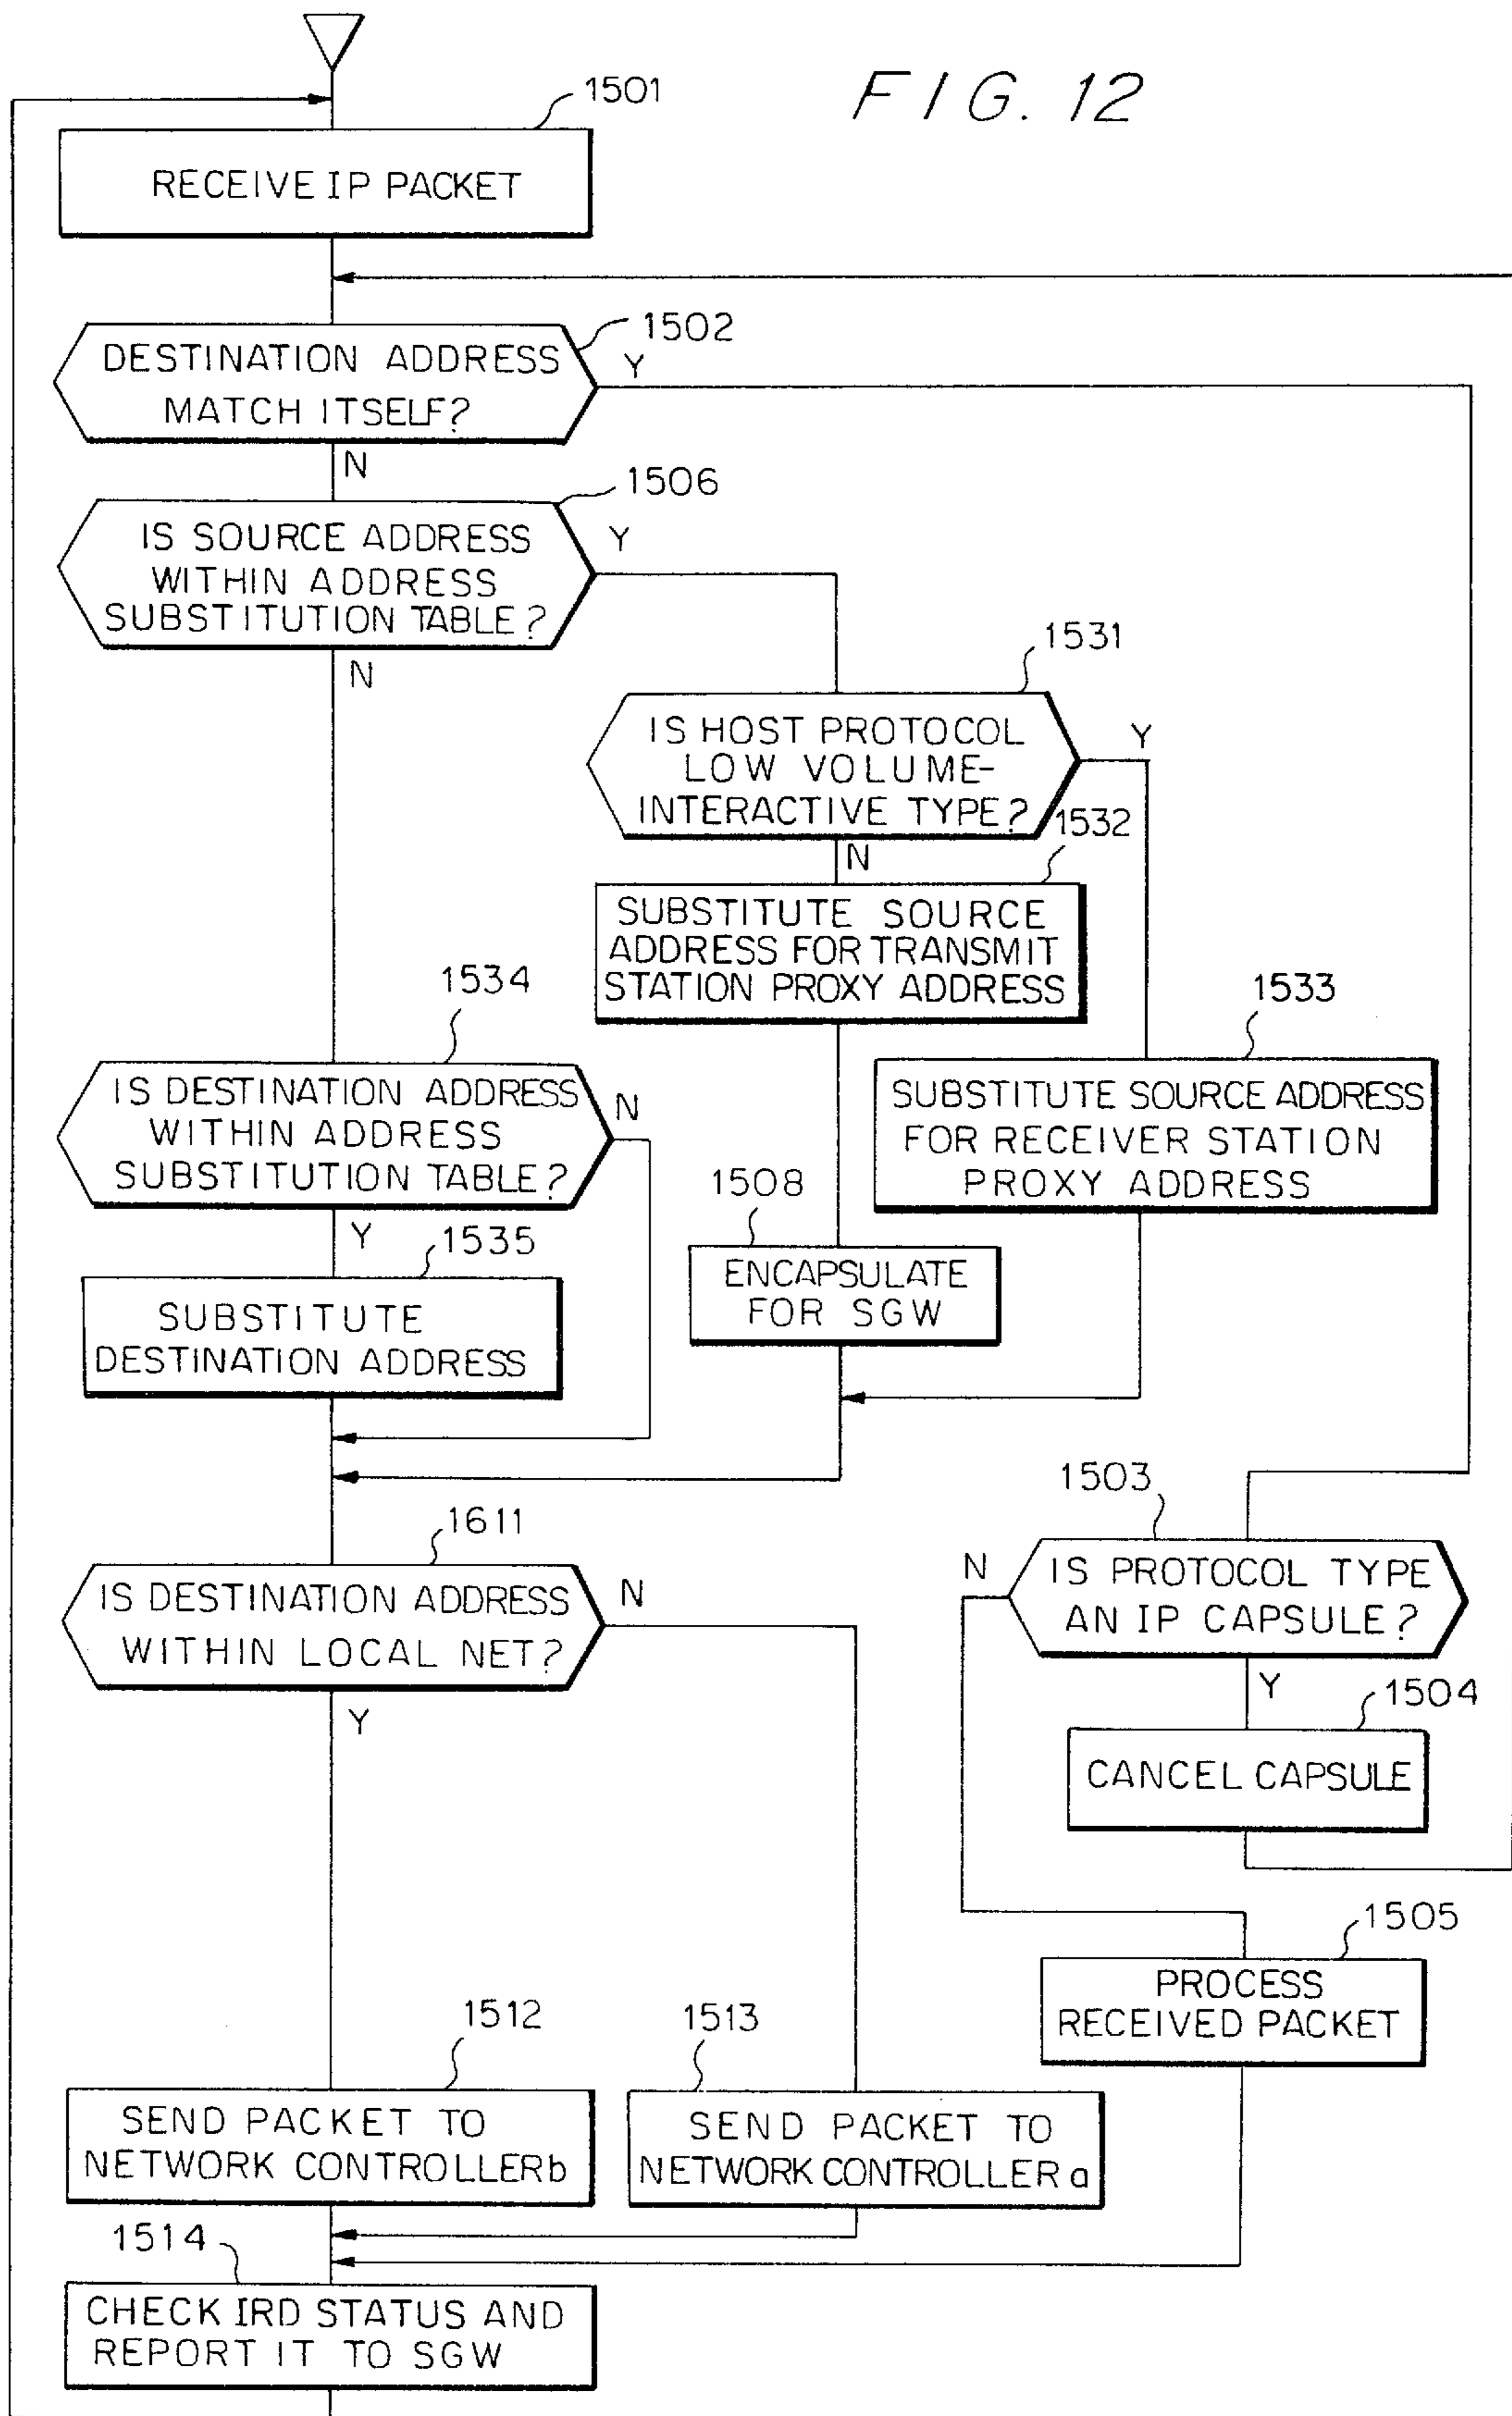 FIG. 12
1501
RECEIVE IP PACKET
1502
DESTINATION ADDRESS
MATCH ITSELF?
Y
N
1506
IS SOURCE ADDRESS
WITHIN ADDRESS
SUBSTITUTION TABLE?
Y
N
1531
IS HOST PROTOCOL
LOW VOLUME-
INTERACTIVE TYPE?
Y
N
1532
SUBSTITUTE SOURCE
ADDRESS FOR TRANSMIT
STATION PROXY ADDRESS
1533
SUBSTITUTE SOURCE ADDRESS
FOR RECEIVER STATION
PROXY ADDRESS
1534
IS DESTINATION ADDRESS
WITHIN ADDRESS
SUBSTITUTION TABLE?
N
Y
1508
ENCAPSULATE
FOR SGW
1535
SUBSTITUTE
DESTINATION ADDRESS
1611
IS DESTINATION ADDRESS
WITHIN LOCAL NET?
N
Y
1503
IS PROTOCOL TYPE
AN IP CAPSULE?
N
Y
1504
CANCEL CAPSULE
1505
PROCESS
RECEIVED PACKET
1512
SEND PACKET TO
NETWORK CONTROLLER b
1513
SEND PACKET TO
NETWORK CONTROLLER a
1514
CHECK IRD STATUS AND
REPORT IT TO SGW